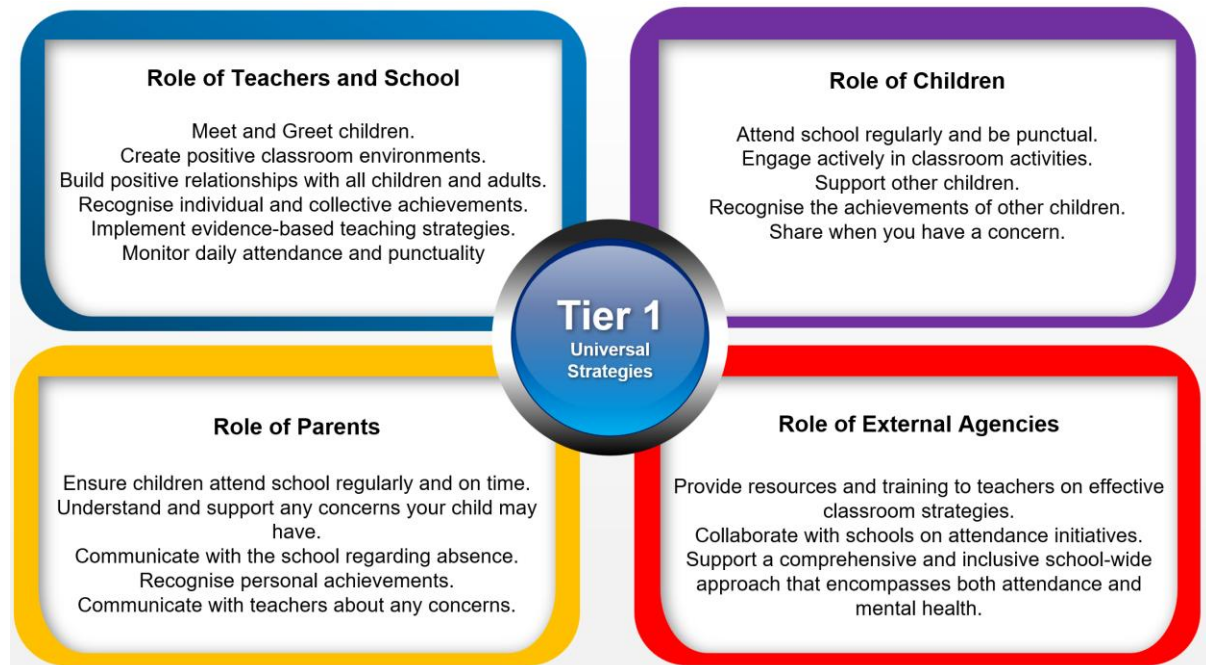 Role of Teachers and School
Meet and Greet children.
Create positive classroom environments.
Build positive relationships with all children and adults.
Recognise individual and collective achievements.
Implement evidence-based teaching strategies.
Monitor daily attendance and punctuality
Role of Children
Attend school regularly and be punctual.
Engage actively in classroom activities.
Support other children.
Recognise the achievements of other children.
Share when you have a concern.
Tier 1
Universal
Strategies
Role of Parents
Ensure children attend school regularly and on time.
Understand and support any concerns your child may
have.
Communicate with the school regarding absence.
Recognise personal achievements.
Communicate with teachers about any concerns.
Role of External Agencies
Provide resources and training to teachers on effective
classroom strategies.
Collaborate with schools on attendance initiatives.
Support a comprehensive and inclusive school-wide
approach that encompasses both attendance and
mental health.